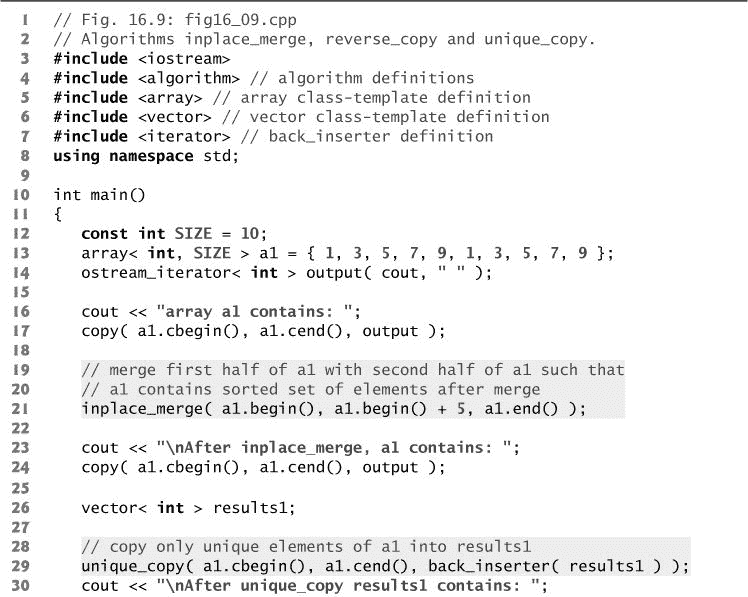 1 // Fig. 16.9: fig16_09.cpp
2 // Algorithms inplace_merge, reverse_copy and unique_copy.
3 #include <iostream>
4 #include <algorithm> // algorithm definitions
5 #include <array> // array class-template definition
6 #include <vector> // vector class-template definition
7 #include <iterator> // back_inserter definition
8 using namespace std;
9
10 int main()
11 {
12    const int SIZE = 10;
13    array< int, SIZE > a1 = { 1, 3, 5, 7, 9, 1, 3, 5, 7, 9 };
14    ostream_iterator< int > output( cout, " " );
15
16    cout << "array a1 contains: ";
17    copy( a1.cbegin(), a1.cend(), output );
18
19    // merge first half of a1 with second half of a1 such that
20    // a1 contains sorted set of elements after merge
21    inplace_merge( a1.begin(), a1.begin() + 5, a1.end() );
22
23    cout << "\nAfter inplace_merge, a1 contains: ";
24    copy( a1.cbegin(), a1.cend(), output );
25
26    vector< int > results1;
27
28    // copy only unique elements of a1 into results1
29    unique_copy( a1.cbegin(), a1.cend(), back_inserter( results1 ) );
30    cout << "\nAfter unique_copy results1 contains: ";